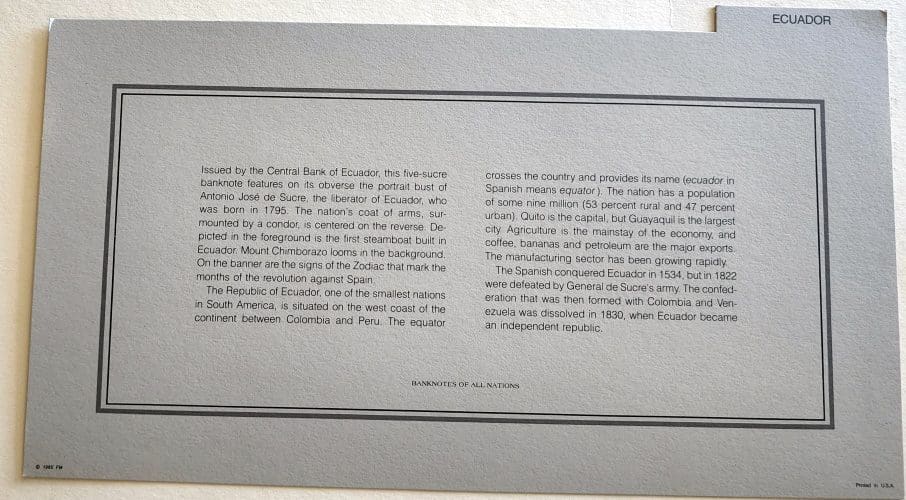 ECUADOR
Issued by the Central Bank of Ecuador, this five-sucre
banknote features on its obverse the portrait bust of
Antonio José de Sucre, the liberator of Ecuador, who
was born in 1795. The nation's coat of arms, sur-
mounted by a condor, is centered on the reverse. De-
picted in the foreground is the first steamboat built in
Ecuador. Mount Chimborazo looms in the background.
On the banner are the signs of the Zodiac that mark the
months of the revolution against Spain.
The Republic of Ecuador, one of the smallest nations
in South America, is situated on the west coast of the
continent between Colombia and Peru. The equator
crosses the country and provides its name (ecuador in
Spanish means equator). The nation has a population
of some nine million (53 percent rural and 47 percent
urban). Quito is the capital, but Guayaquil is the largest
city. Agriculture is the mainstay of the economy, and
coffee, bananas and petroleum are the major exports.
The manufacturing sector has been growing rapidly.
The Spanish conquered Ecuador in 1534, but in 1822
were defeated by General de Sucre's army. The confed-
eration that was then formed with Colombia and Ven-
ezuela was dissolved in 1830, when Ecuador became
an independent republic.
BANKNOTES OF ALL NATIONS
© FM
Printed in U.S.A.